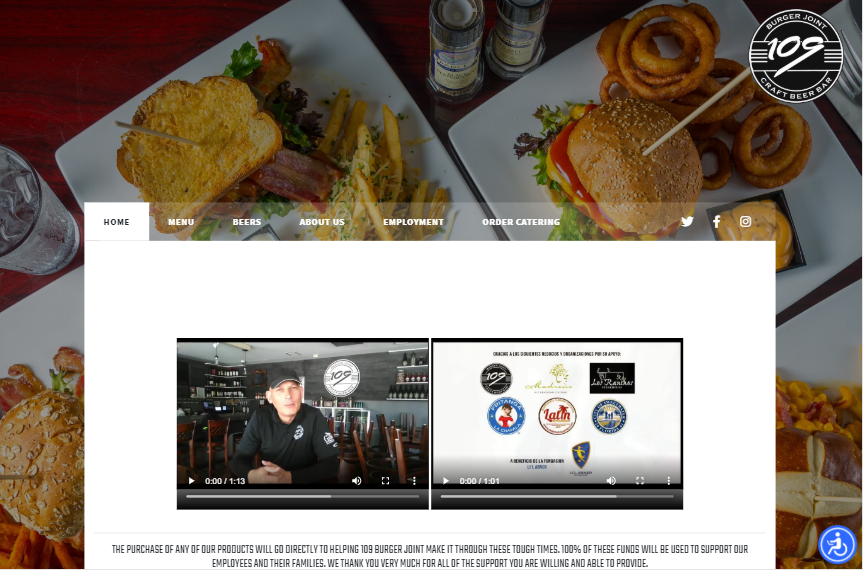 BURGER JOINT
109
CRAFT BEER BAR
HOME MENU BEERS ABOUT US EMPLOYMENT ORDER CATERING
109
GRACIAS A LOS SIGUIENTES NEGOCIOS Y ORGANIZACIONES POR SU APOYO:
109
Los Ranchos
PITANGA
Latin
A BENEFICIO DE LA FUNDACION
0:00 / 1:13
0:00 / 1:01
THE PURCHASE OF ANY OF OUR PRODUCTS WILL GO DIRECTLY TO HELPING 109 BURGER JOINT MAKE IT THROUGH THESE TOUGH TIMES. 100% OF THESE FUNDS WILL BE USED TO SUPPORT OUR
EMPLOYEES AND THEIR FAMILIES. WE THANK YOU VERY MUCH FOR ALL OF THE SUPPORT YOU ARE WILLING AND ABLE TO PROVIDE.